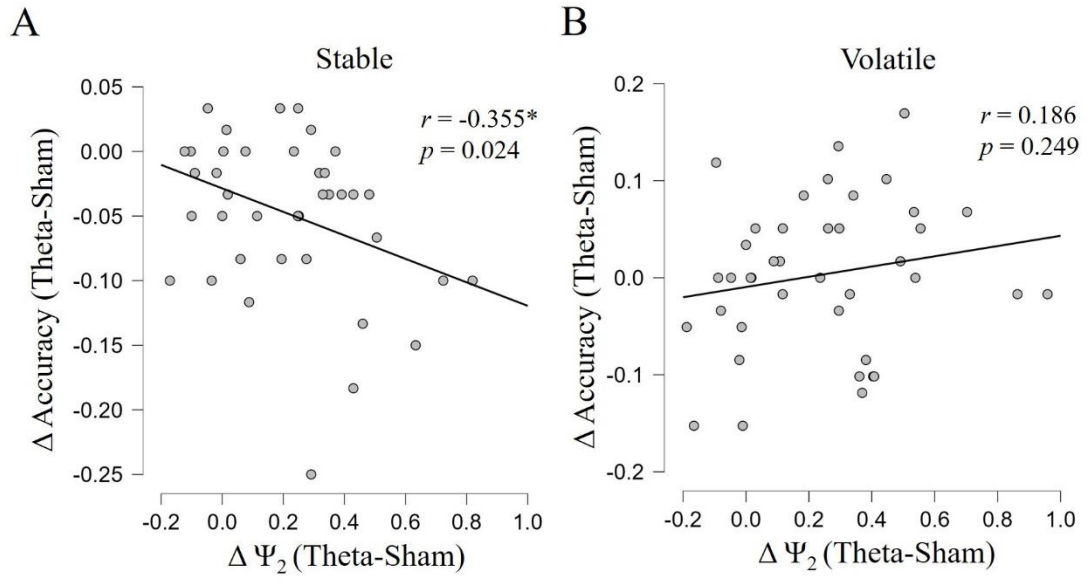 A
Stable
r = -0.355*
p = 0.024
Δ Accuracy (Theta-Sham)
0.05
0.00
-0.05
-0.10
-0.15
-0.20
-0.25
-0.2 0.0 0.2 0.4 0.6 0.8 1.0
Δ Ψ₂ (Theta-Sham)
B
Volatile
r = 0.186
p = 0.249
Δ Accuracy (Theta-Sham)
0.2
0.1
0.0
-0.1
-0.2
-0.2 0.0 0.2 0.4 0.6 0.8 1.0
Δ Ψ₂ (Theta-Sham)